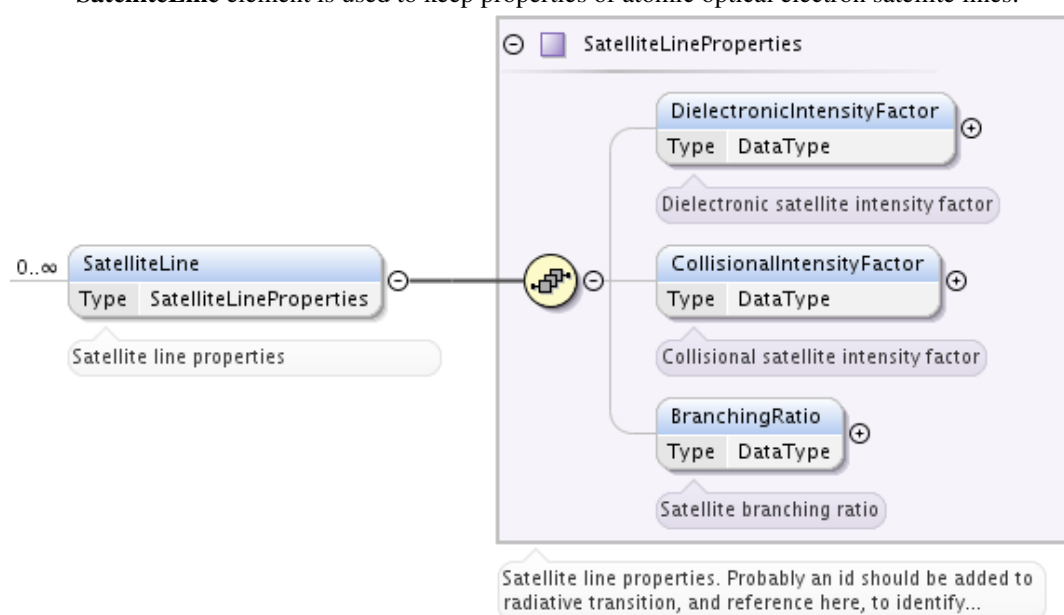 SatelliteLine element is used to keep properties of atomic optical electron satellite lines.
SatelliteLineProperties
DielectronicIntensityFactor
Type DataType
Dielectronic satellite intensity factor
0..∞
SatelliteLine
Type SatelliteLineProperties
Satellite line properties
CollisionalIntensityFactor
Type DataType
Collisional satellite intensity factor
BranchingRatio
Type DataType
Satellite branching ratio
Satellite line properties. Probably an id should be added to
radiative transition, and reference here, to identify...